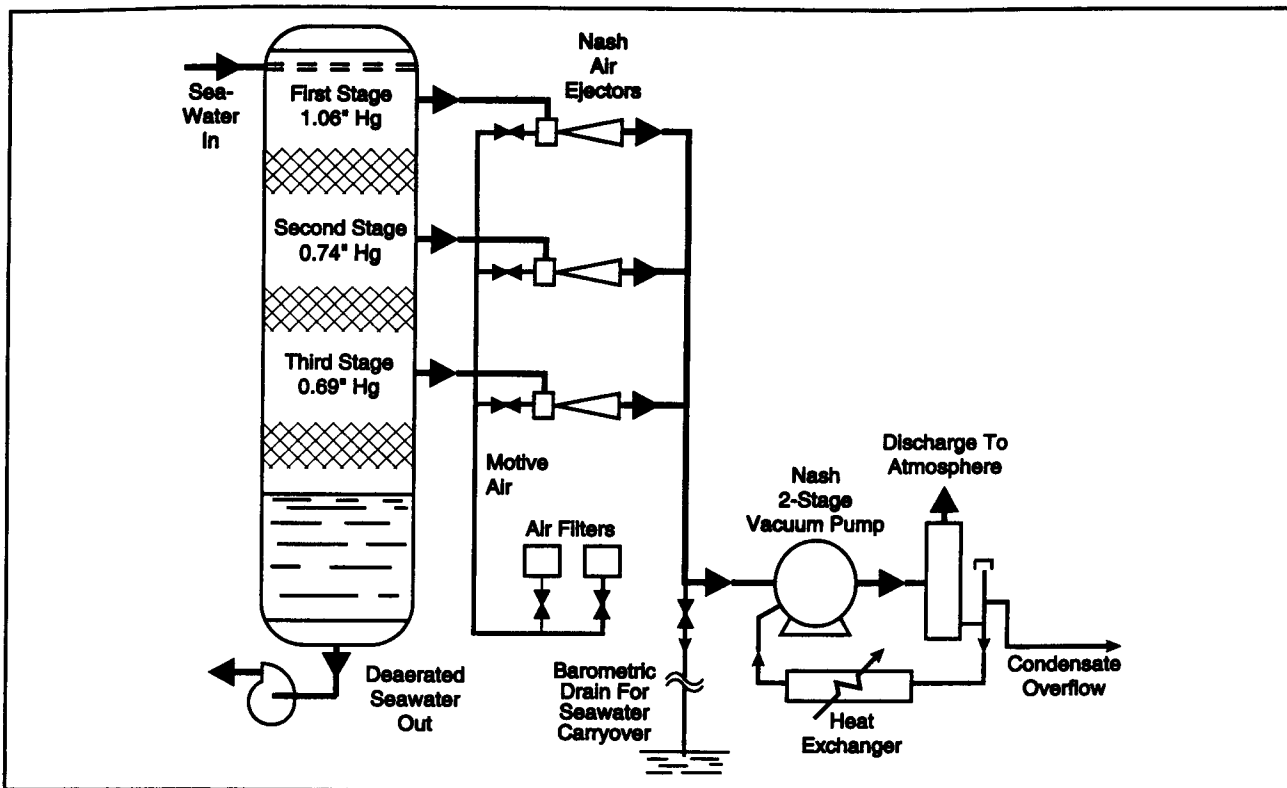 Nash
Air
Ejectors
Sea-
Water
In
First Stage
1.06" Hg
Second Stage
0.74" Hg
Third Stage
0.69" Hg
Motive
Air
Air Filters
Discharge To
Atmosphere
Nash
2-Stage
Vacuum Pump
Deaerated
Seawater
Out
Barometric
Drain For
Seawater
Carryover
Heat
Exchanger
Condensate
Overflow